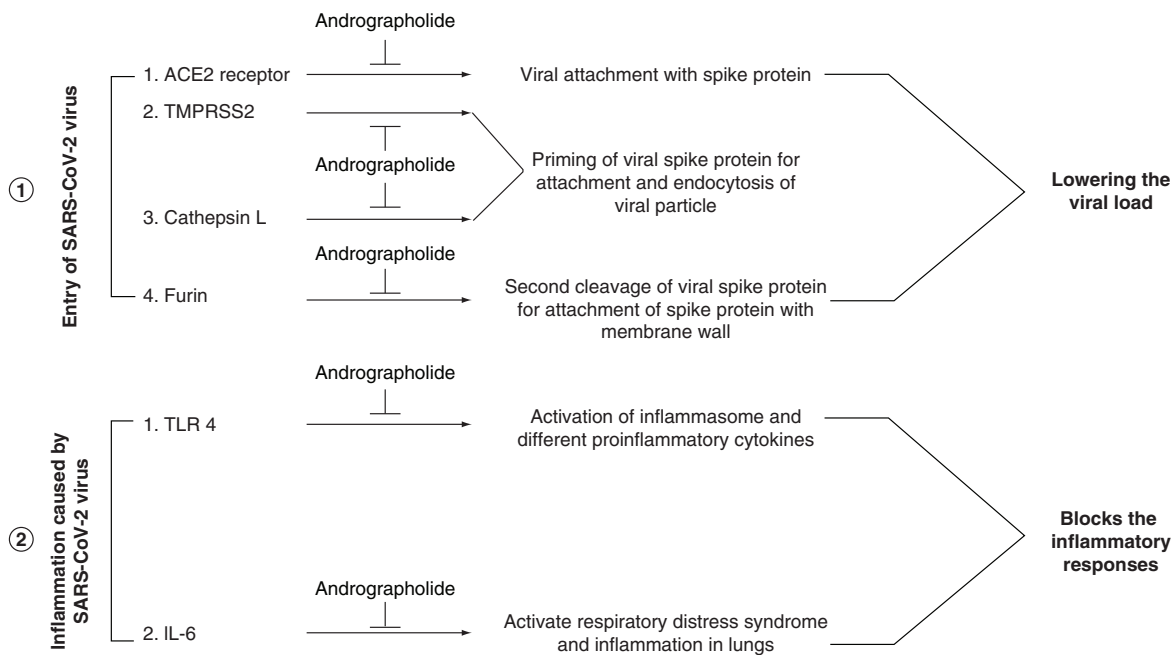 Andrographolide
1. ACE2 receptor
Viral attachment with spike protein
2. TMPRSS2
Andrographolide
Priming of viral spike protein for
attachment and endocytosis of
viral particle
3. Cathepsin L
Andrographolide
4. Furin
Second cleavage of viral spike protein
for attachment of spike protein with
membrane wall
1
Entry of SARS-CoV-2 virus
Lowering the
viral load
Andrographolide
1. TLR 4
Activation of inflammasome and
different proinflammatory cytokines
2
Inflammation caused by
SARS-CoV-2 virus
Blocks the
inflammatory
responses
Andrographolide
2. IL-6
Activate respiratory distress syndrome
and inflammation in lungs